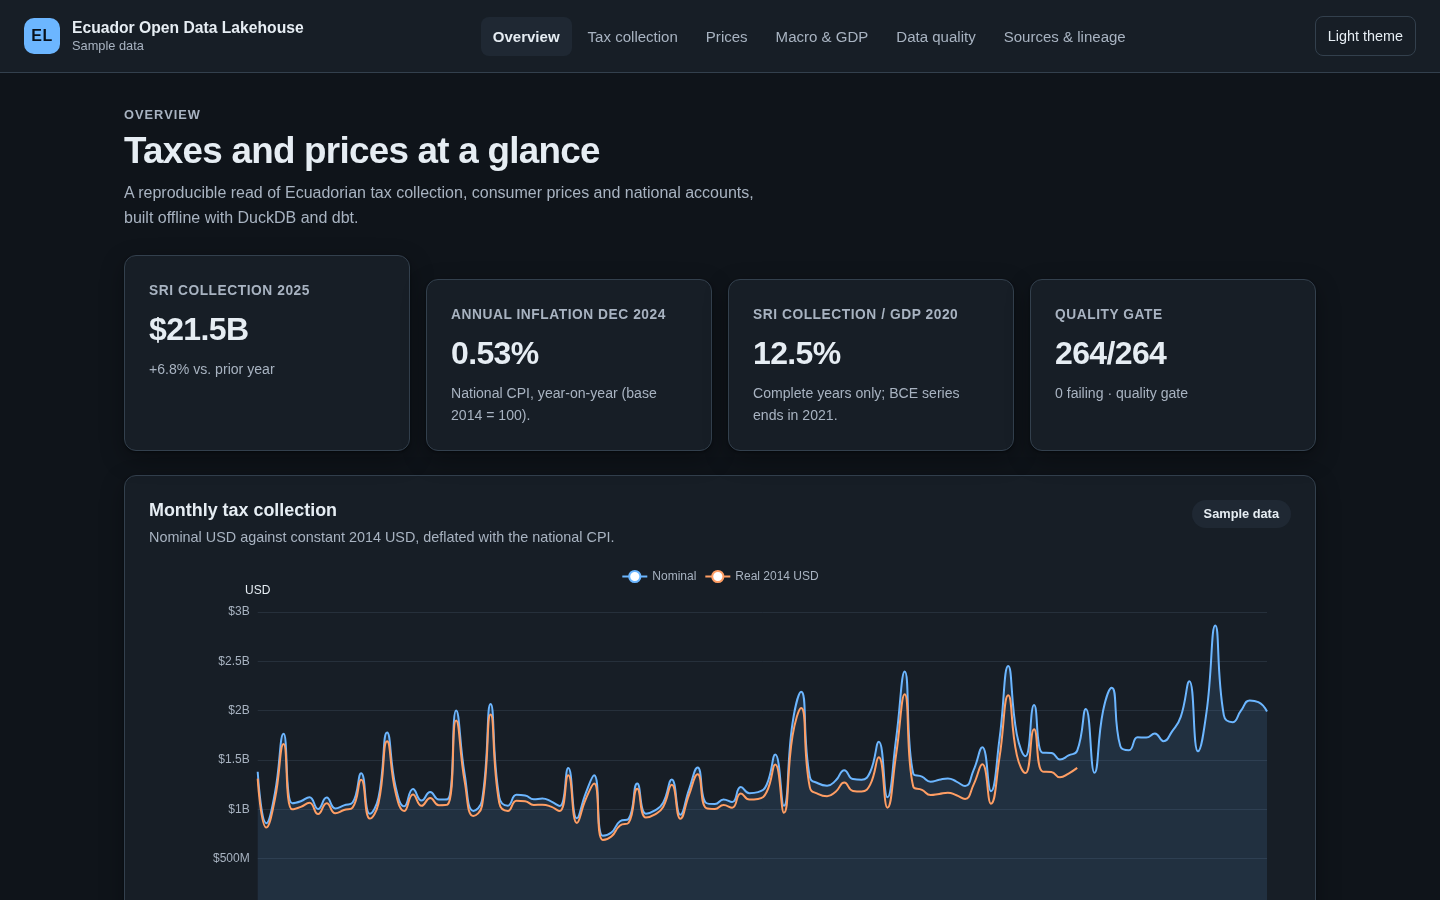 EL
Ecuador Open Data Lakehouse
Sample data
Overview
Tax collection
Prices
Macro & GDP
Data quality
Sources & lineage
Light theme
OVERVIEW
Taxes and prices at a glance
A reproducible read of Ecuadorian tax collection, consumer prices and national accounts,
built offline with DuckDB and dbt.
SRI COLLECTION 2025
$21.5B
+6.8% vs. prior year
ANNUAL INFLATION DEC 2024
0.53%
National CPI, year-on-year (base
2014 = 100).
SRI COLLECTION / GDP 2020
12.5%
Complete years only; BCE series
ends in 2021.
QUALITY GATE
264/264
0 failing · quality gate
Monthly tax collection
Nominal USD against constant 2014 USD, deflated with the national CPI.
Sample data
Nominal
Real 2014 USD
USD
$3B
$2.5B
$2B
$1.5B
$1B
$500M